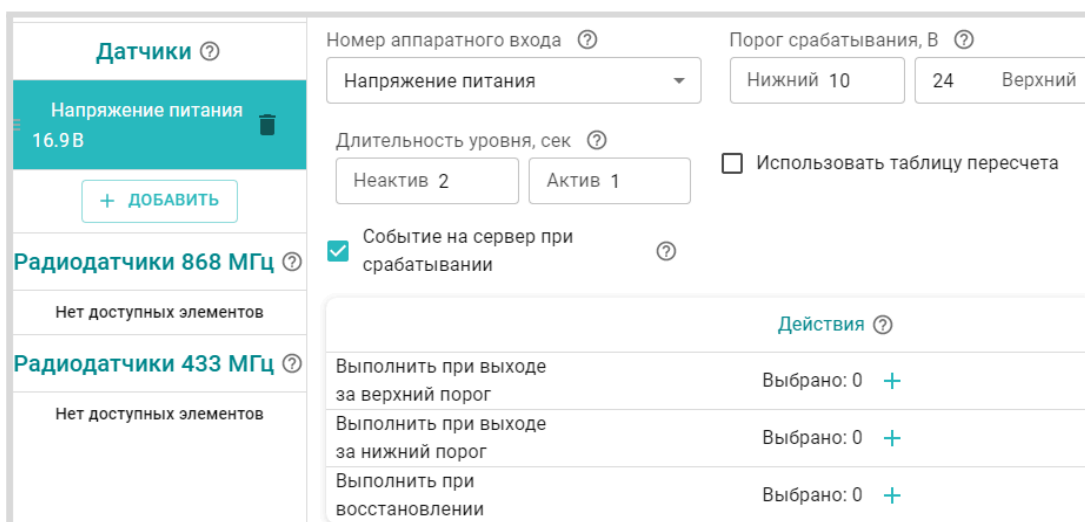 Датчики
Напряжение питания
16.9 В
+ ДОБАВИТЬ
Радиодатчики 868 МГц
Нет доступных элементов
Радиодатчики 433 МГц
Нет доступных элементов
Номер аппаратного входа
Напряжение питания
Порог срабатывания, В
Нижний 10
24 Верхний
Длительность уровня, сек
Неактив 2
Актив 1
Использовать таблицу пересчета
Событие на сервер при
срабатывании
Действия
Выполнить при выходе
за верхний порог
Выбрано: 0 +
Выполнить при выходе
за нижний порог
Выбрано: 0 +
Выполнить при
восстановлении
Выбрано: 0 +